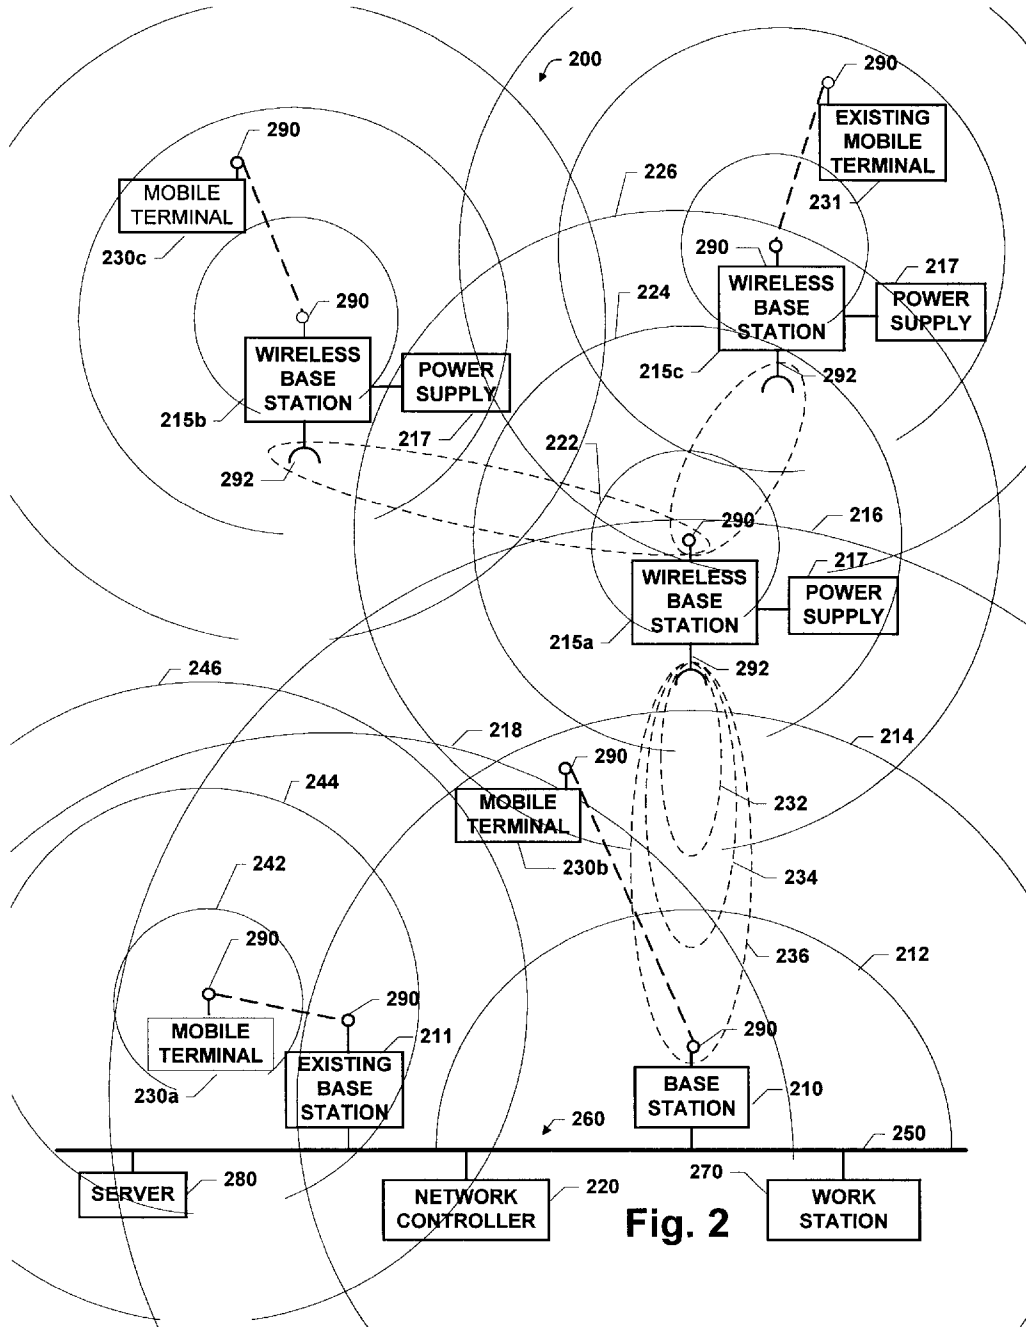 200
290
EXISTING
MOBILE
TERMINAL
231
290
MOBILE
TERMINAL
230c
226
290
WIRELESS
BASE
STATION
215c
217
POWER
SUPPLY
292
224
290
WIRELESS
BASE
STATION
215b
POWER
SUPPLY
217
292
222
290
216
WIRELESS
BASE
STATION
215a
217
POWER
SUPPLY
292
246
218
214
290
MOBILE
TERMINAL
230b
244
232
242
234
236
212
290
MOBILE
TERMINAL
230a
290
211
EXISTING
BASE
STATION
290
BASE
STATION
210
260
250
SERVER
280
NETWORK
CONTROLLER
220
270
WORK
STATION
Fig. 2